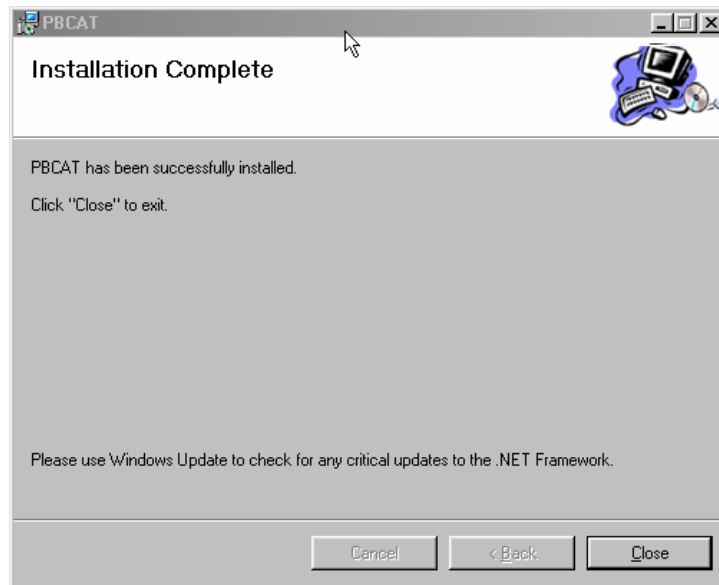 PBCAT
Installation Complete
PBCAT has been successfully installed.
Click "Close" to exit.
Please use Windows Update to check for any critical updates to the .NET Framework.
Cancel
< Back
Close